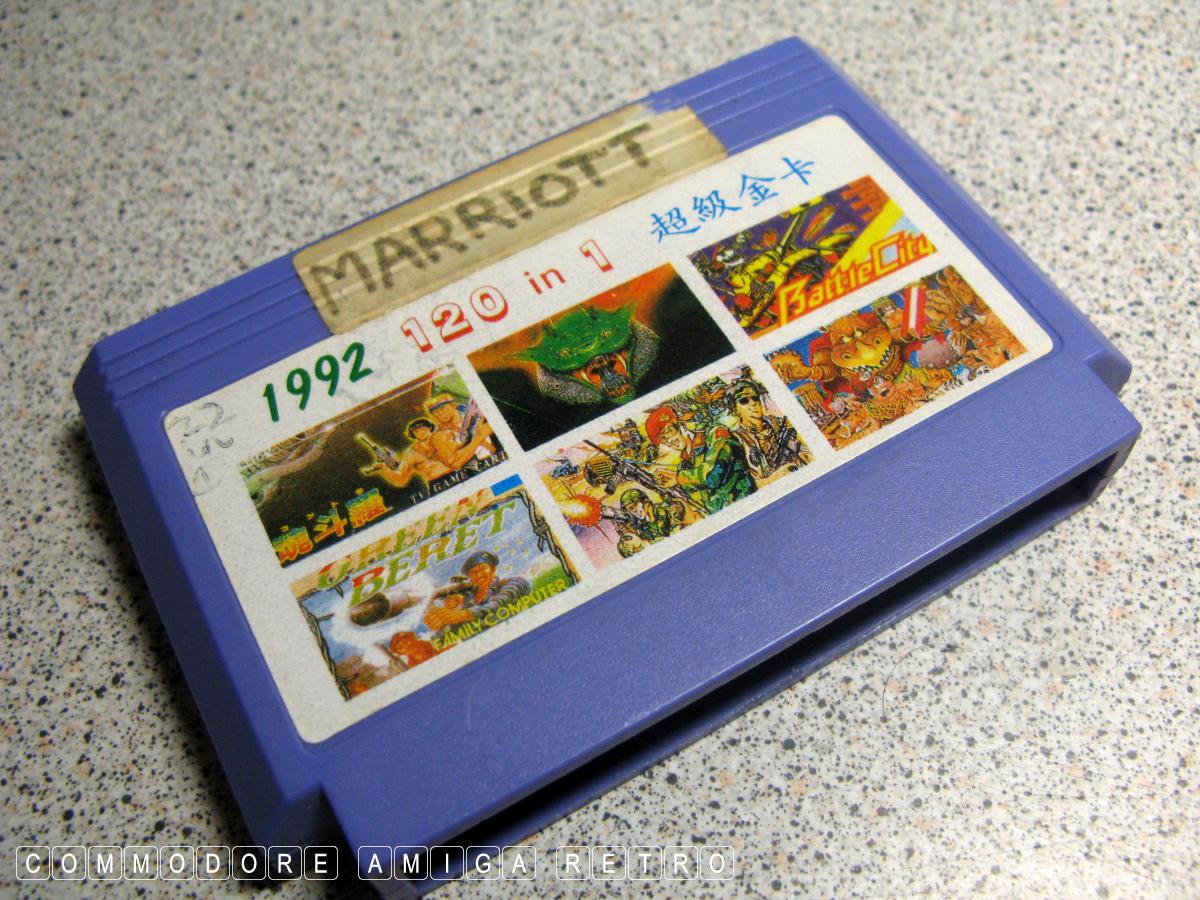 MARRIOTT
1992 120 in 1 超級金卡
魂斗羅
TV GAME CARD
Battle City
GREEN
BERET
FAMILY COMPUTER
COMMODORE AMIGA RETRO